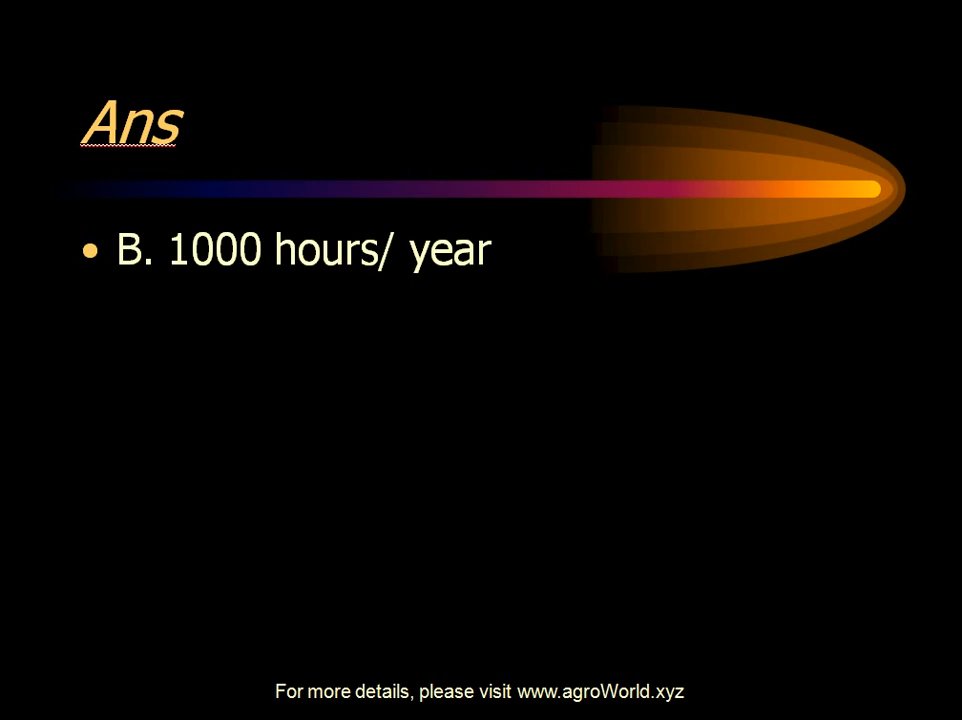 Ans
• B. 1000 hours/ year
For more details, please visit www.agroWorld.xyz